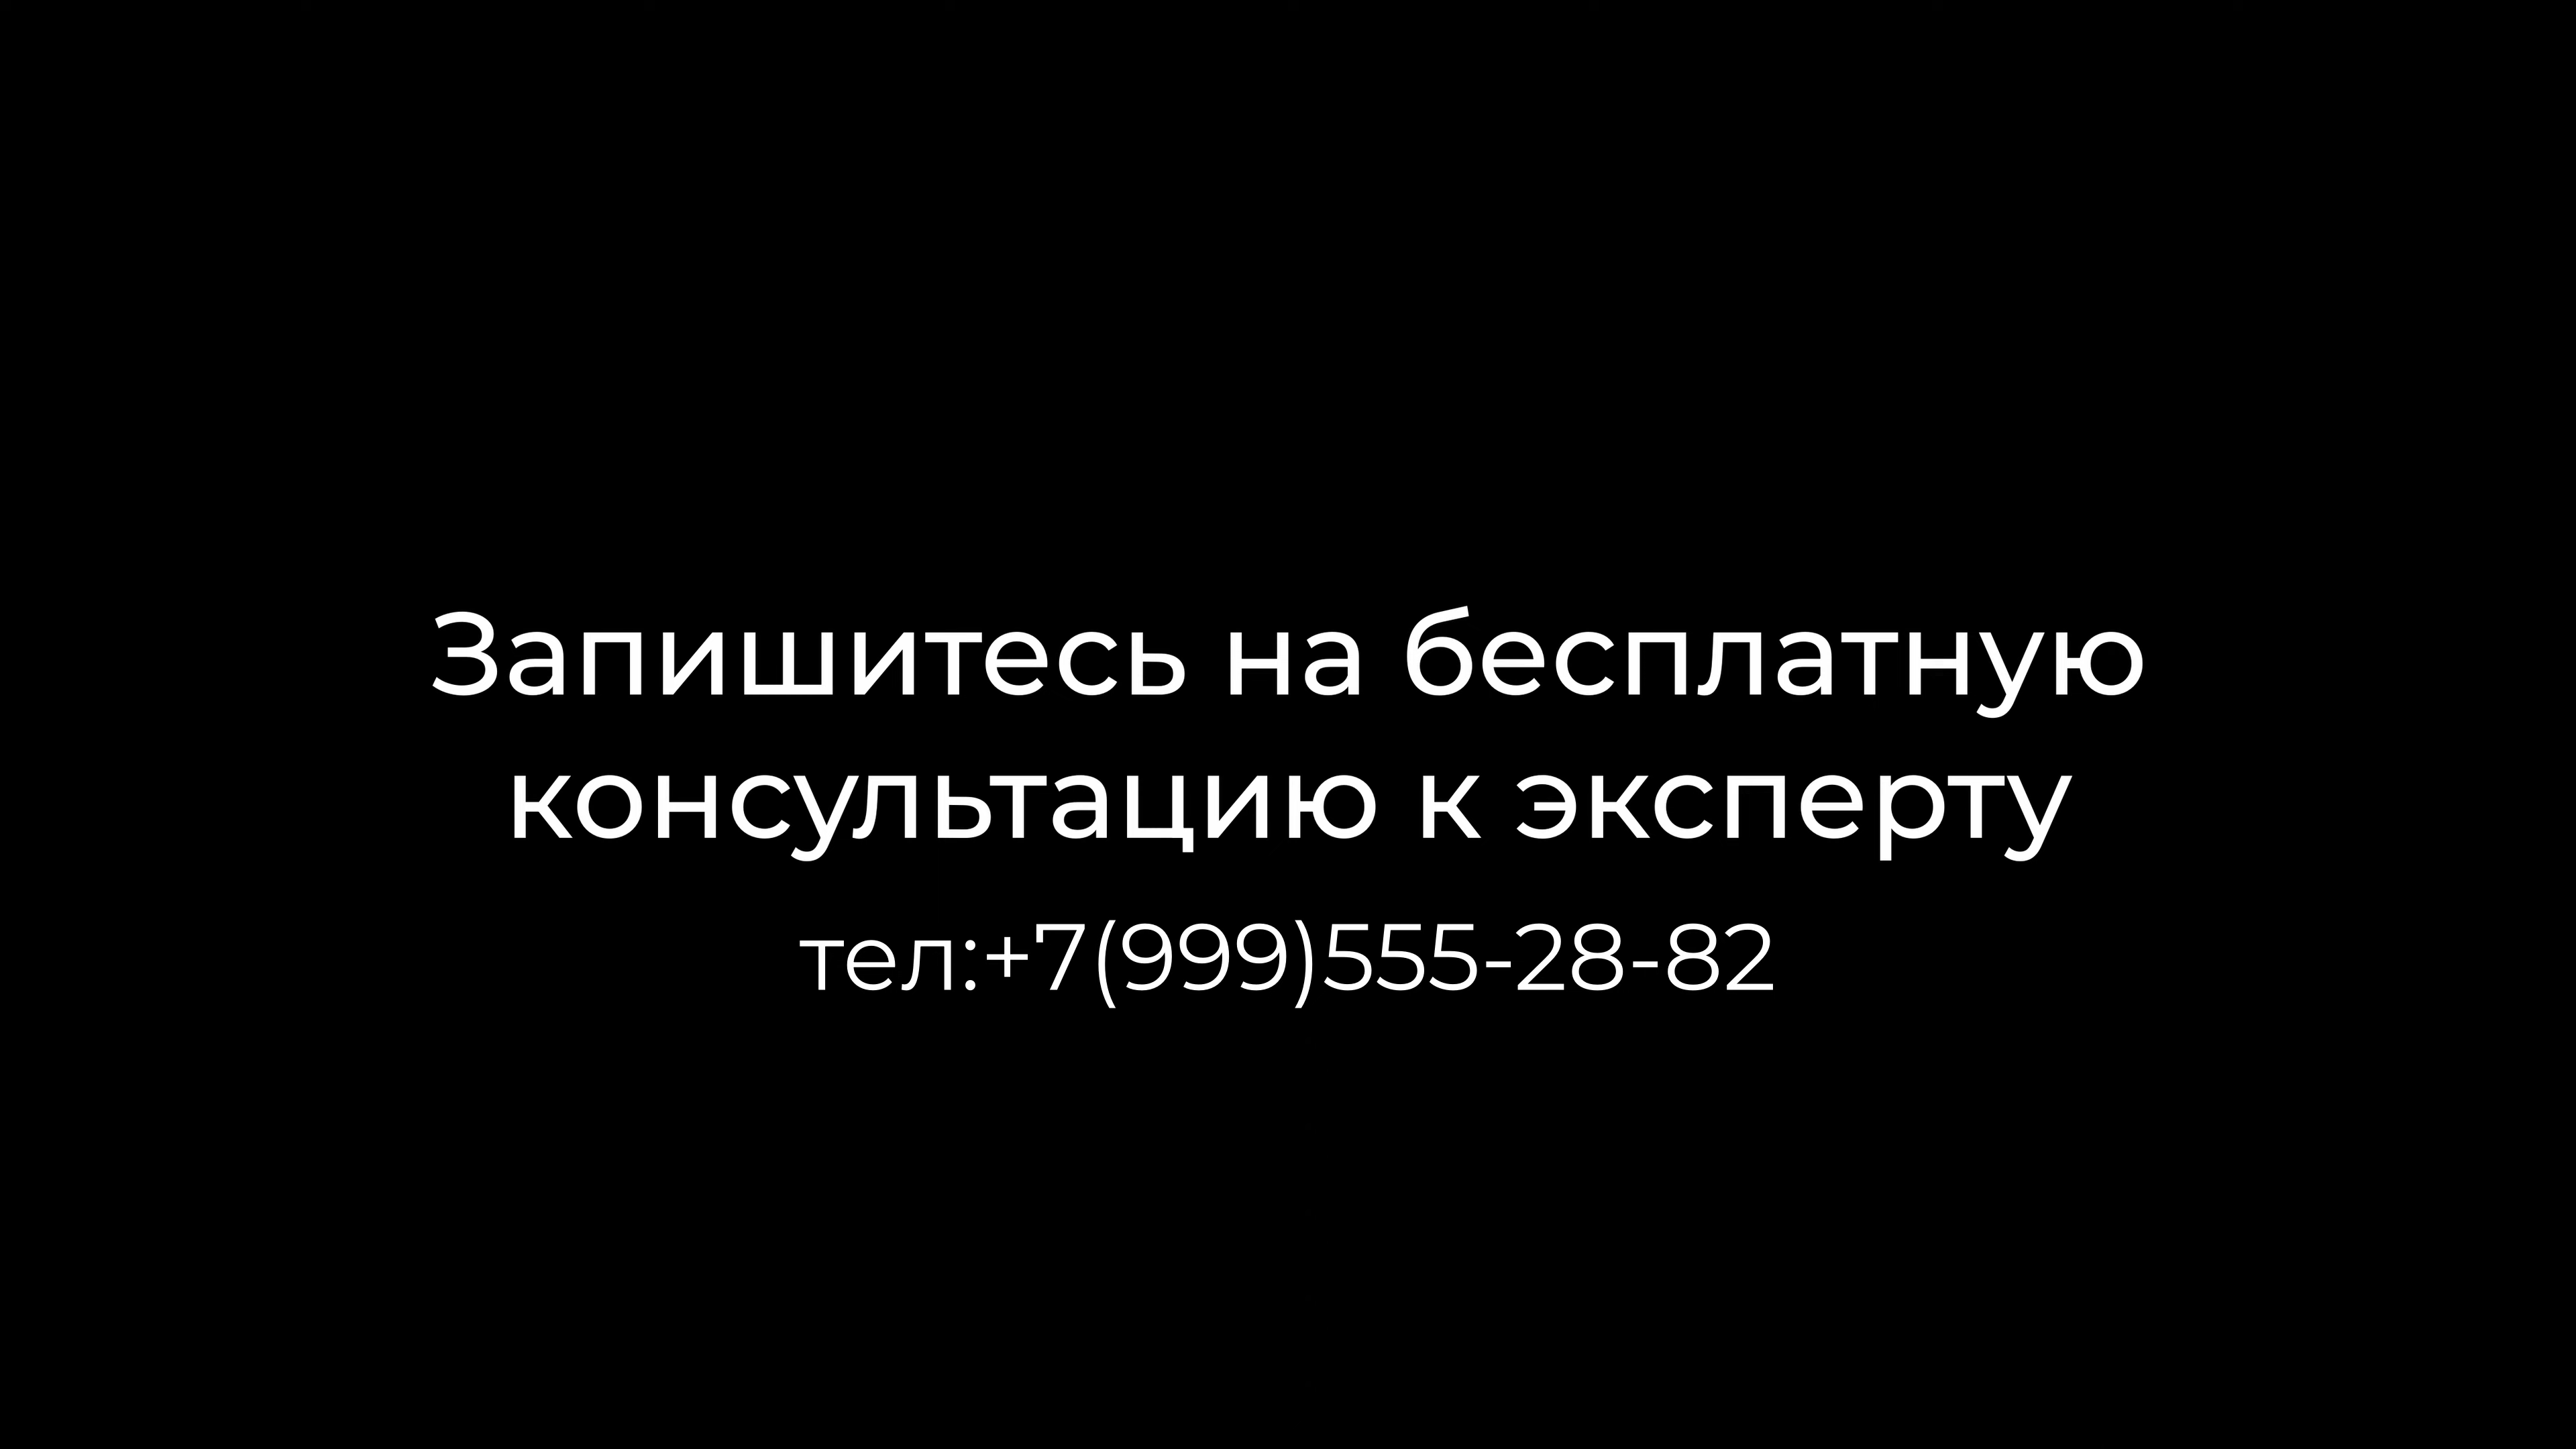 Запишитесь на бесплатную
консультацию к эксперту
тел:+7(999)555-28-82